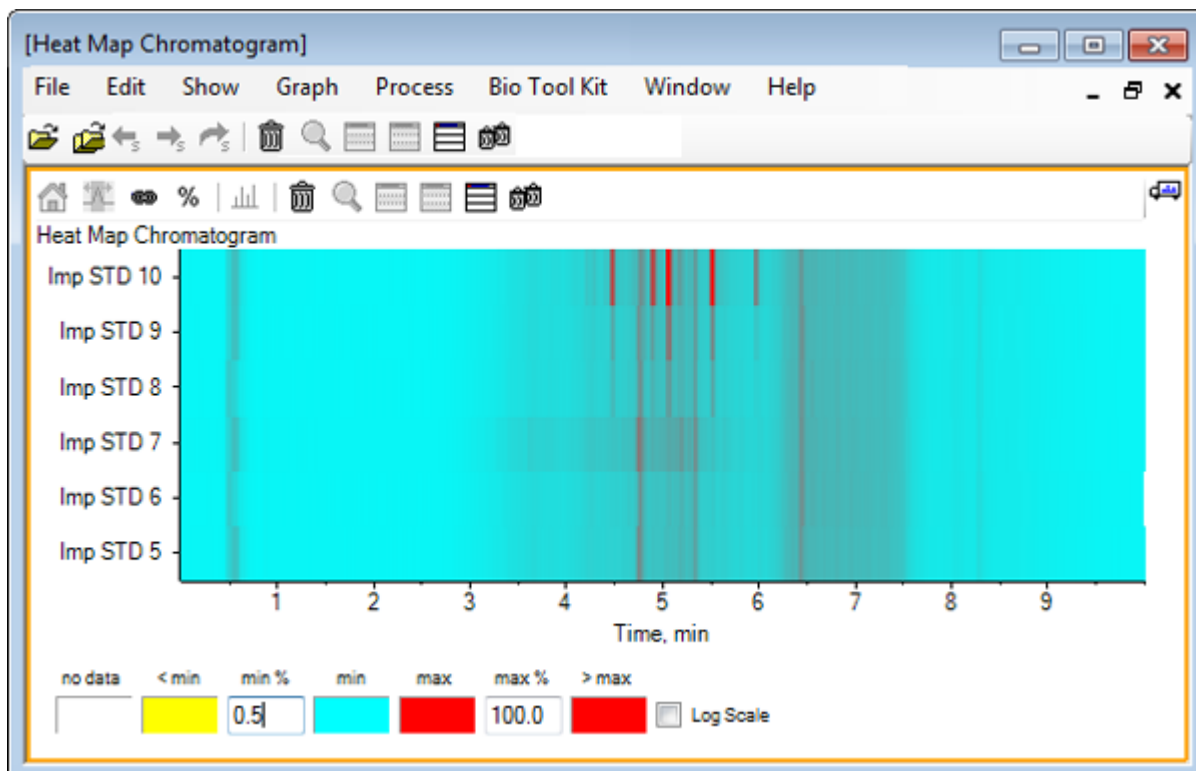 [Heat Map Chromatogram]
File Edit Show Graph Process Bio Tool Kit Window Help
%
Heat Map Chromatogram
Imp STD 10
Imp STD 9
Imp STD 8
Imp STD 7
Imp STD 6
Imp STD 5
1 2 3 4 5 6 7 8 9
Time, min
no data < min min % min max max % > max
0.5 100.0 Log Scale